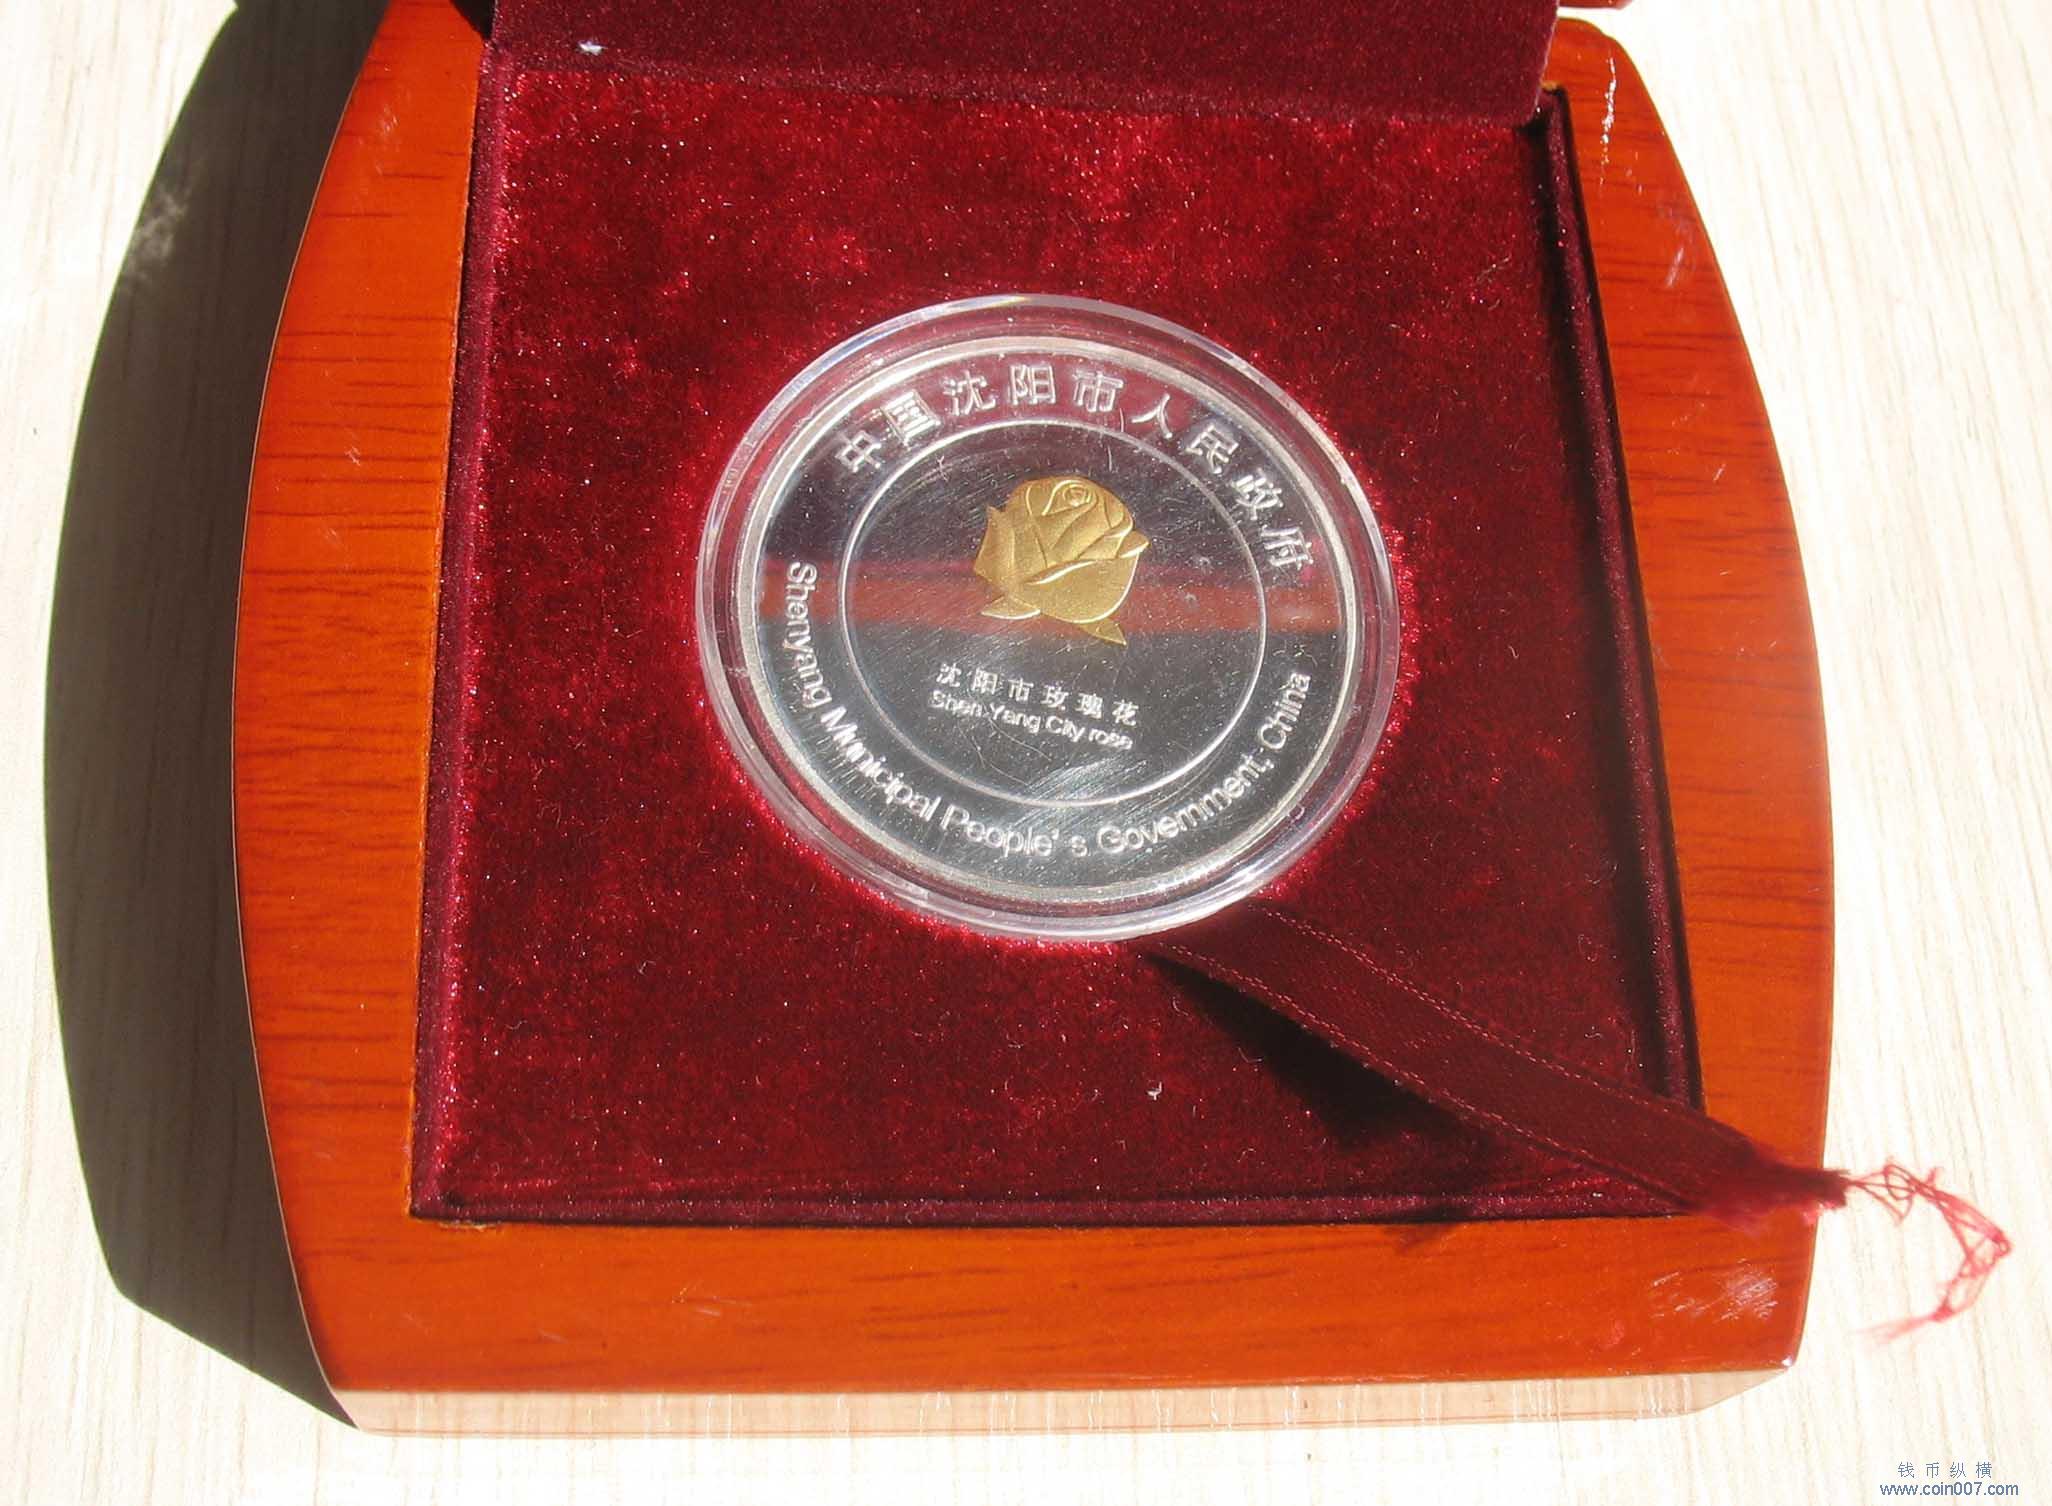 中国沈阳市人民政府
沈阳市玫瑰花
Shen Yang City rose
Shenyang Municipal People's Government, China
钱币纵横
www.coin007.com